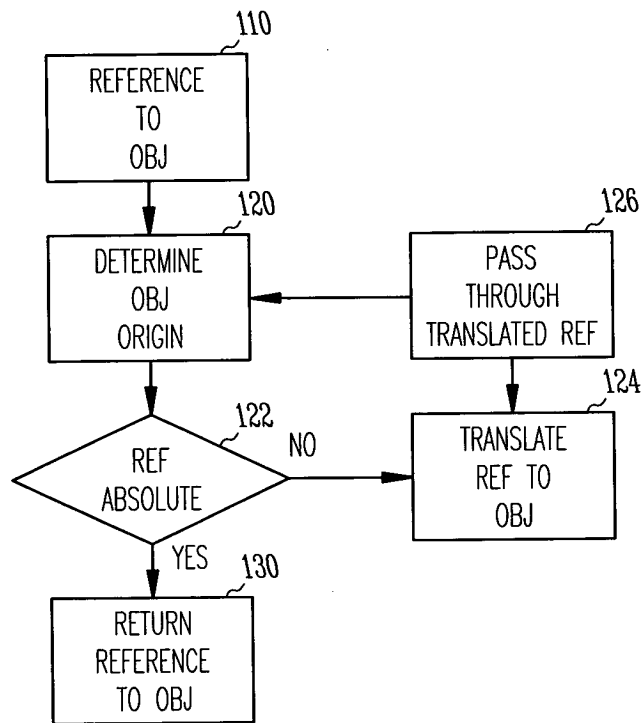 110
REFERENCE
TO
OBJ
120
DETERMINE
OBJ
ORIGIN
126
PASS
THROUGH
TRANSLATED REF
122
REF
ABSOLUTE
NO
YES
124
TRANSLATE
REF TO
OBJ
130
RETURN
REFERENCE
TO OBJ